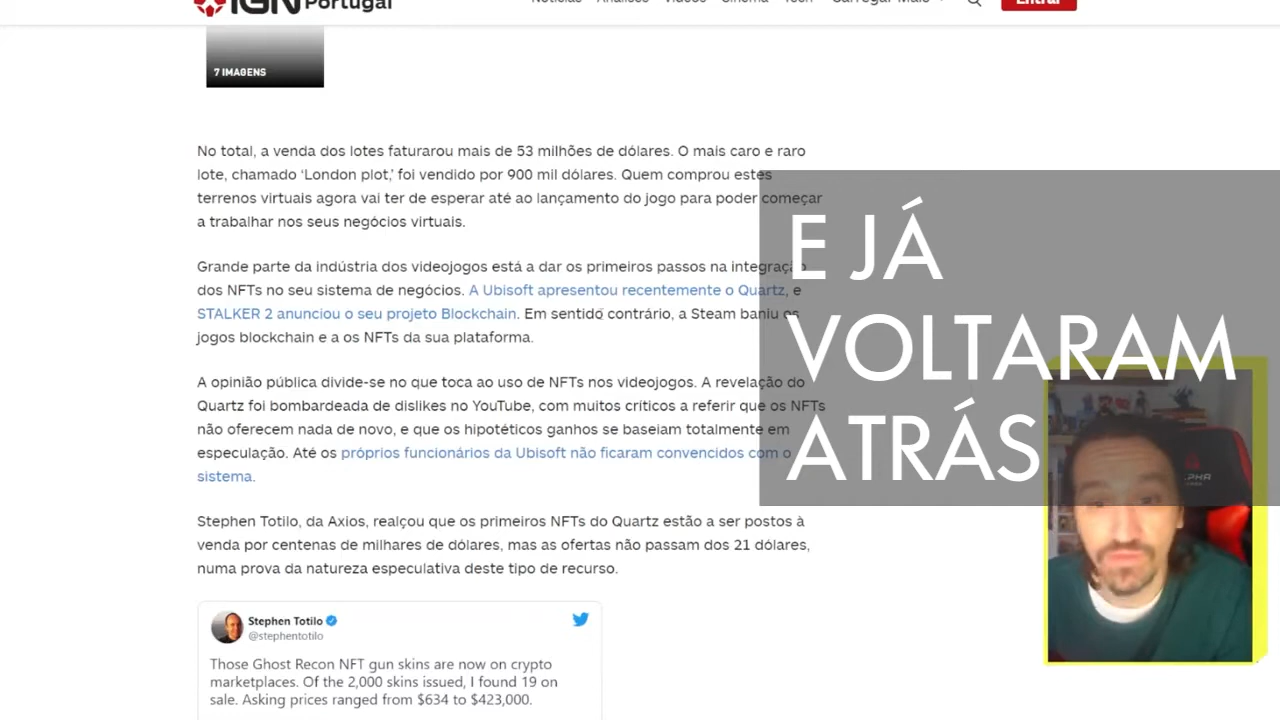 IGN Portugal
Notícias Análises Vídeos Cinema Tech Carregar Mais Entrar
7 IMAGENS
No total, a venda dos lotes faturarou mais de 53 milhões de dólares. O mais caro e raro
lote, chamado ‘London plot,’ foi vendido por 900 mil dólares. Quem comprou estes
terrenos virtuais agora vai ter de esperar até ao lançamento do jogo para poder começar
a trabalhar nos seus negócios virtuais.
Grande parte da indústria dos videojogos está a dar os primeiros passos na integração
dos NFTs no seu sistema de negócios. A Ubisoft apresentou recentemente o Quartz, e
STALKER 2 anunciou o seu projeto Blockchain. Em sentido contrário, a Steam baniu os
jogos blockchain e a os NFTs da sua plataforma.
A opinião pública divide-se no que toca ao uso de NFTs nos videojogos. A revelação do
Quartz foi bombardeada de dislikes no YouTube, com muitos críticos a referir que os NFTs
não oferecem nada de novo, e que os hipotéticos ganhos se baseiam totalmente em
especulação. Até os próprios funcionários da Ubisoft não ficaram convencidos com o
sistema.
Stephen Totilo, da Axios, realçou que os primeiros NFTs do Quartz estão a ser postos à
venda por centenas de milhares de dólares, mas as ofertas não passam dos 21 dólares,
numa prova da natureza especulativa deste tipo de recurso.
Stephen Totilo
@stephentotilo
Those Ghost Recon NFT gun skins are now on crypto
marketplaces. Of the 2,000 skins issued, I found 19 on
sale. Asking prices ranged from $634 to $423,000.
E JÁ
VOLTARAM
ATRÁS